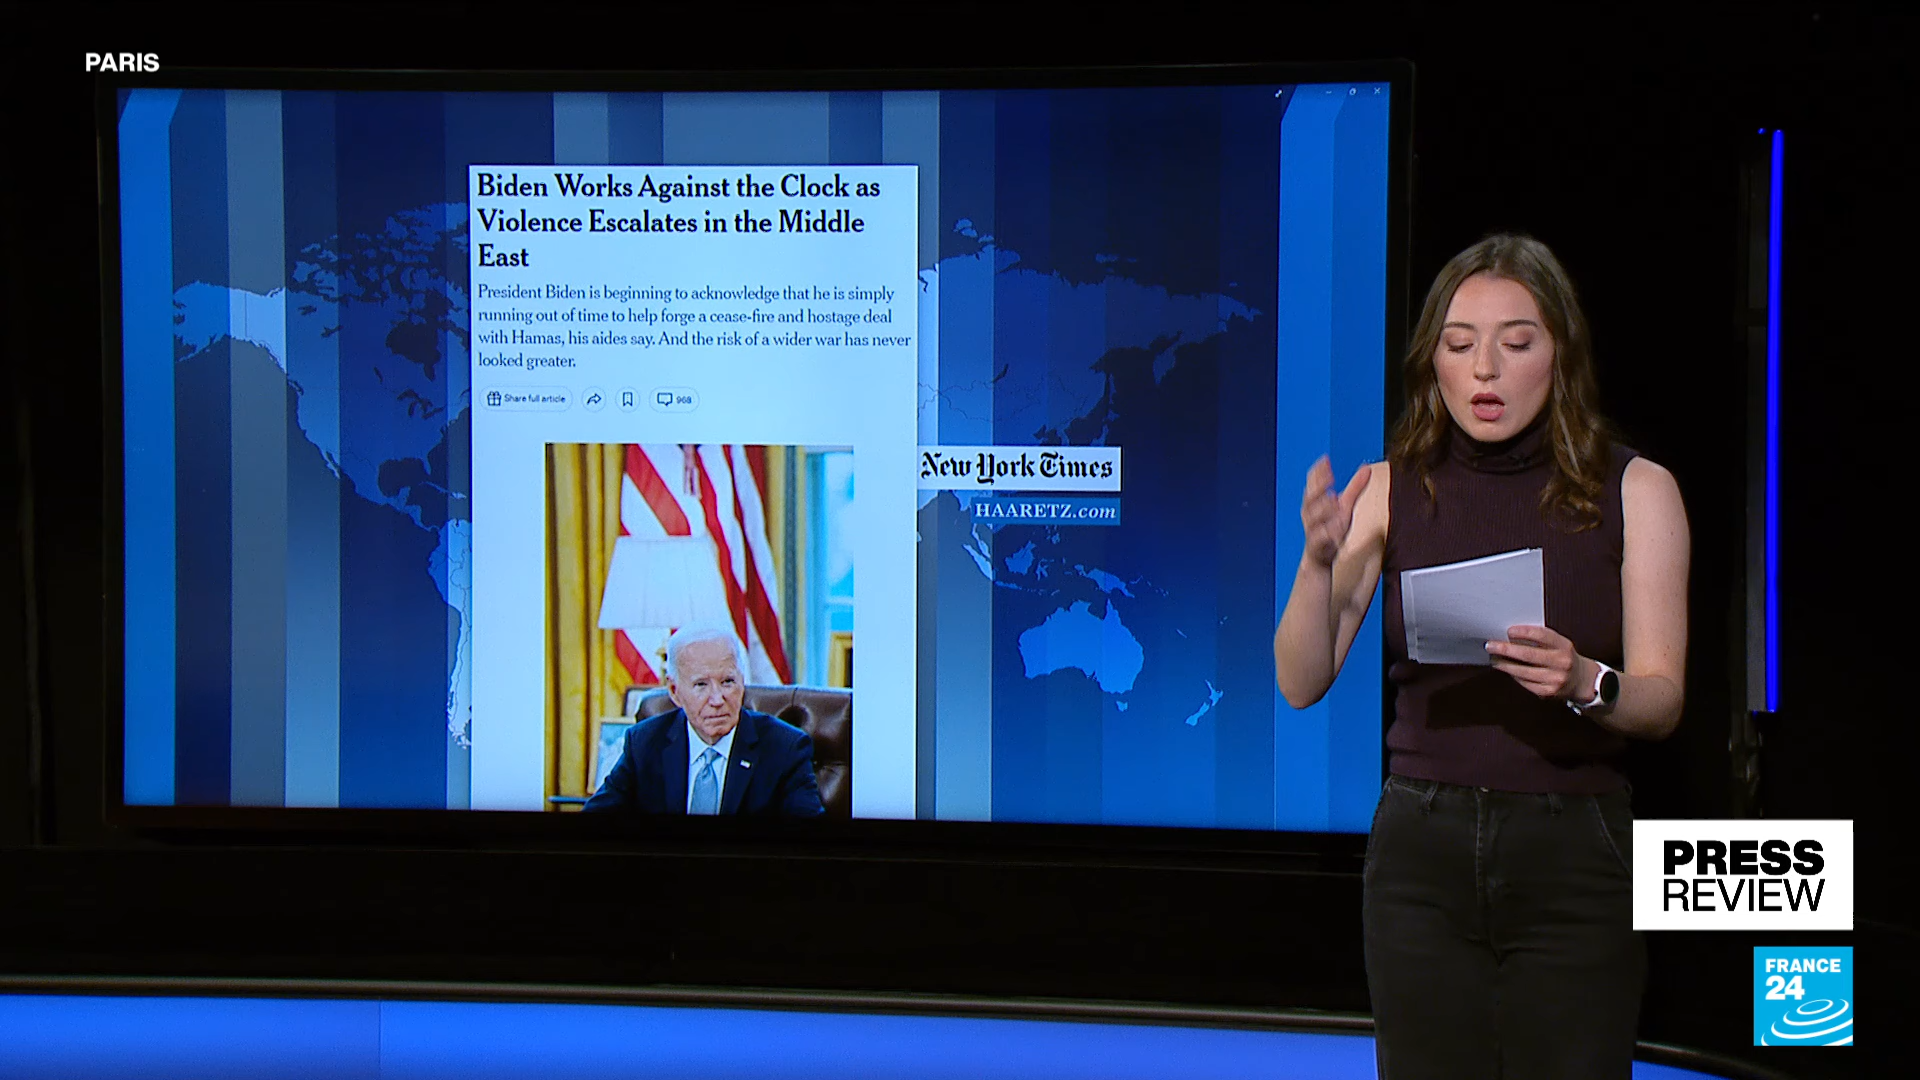 PARIS
Biden Works Against the Clock as
Violence Escalates in the Middle
East
President Biden is beginning to acknowledge that he is simply
running out of time to help forge a cease-fire and hostage deal
with Hamas, his aides say. And the risk of a wider war has never
looked greater.
Share full article
968
New York Times
HAARETZ.com
PRESS
REVIEW
FRANCE
24